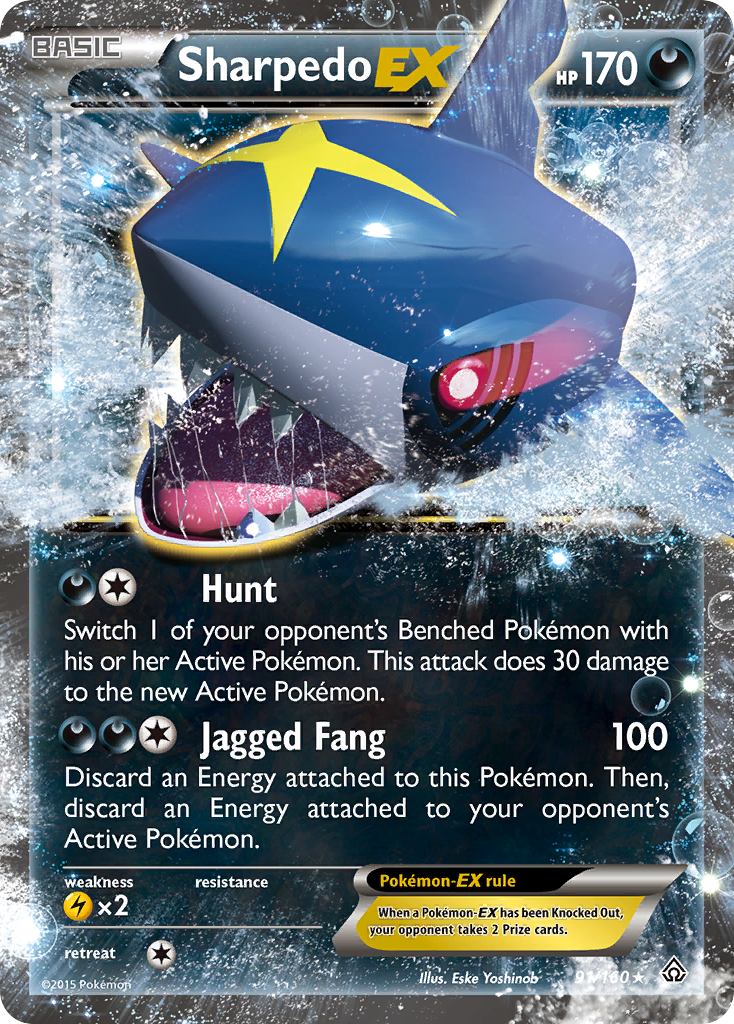 BASIC
Sharpedo EX
HP 170
Hunt
Switch 1 of your opponent's Benched Pokémon with
his or her Active Pokémon. This attack does 30 damage
to the new Active Pokémon.
Jagged Fang 100
Discard an Energy attached to this Pokémon. Then,
discard an Energy attached to your opponent's
Active Pokémon.
weakness resistance
×2
retreat
Pokémon-EX rule
When a Pokémon-EX has been Knocked Out,
your opponent takes 2 Prize cards.
©2015 Pokémon
Illus. Eske Yoshinob
91/160 ★